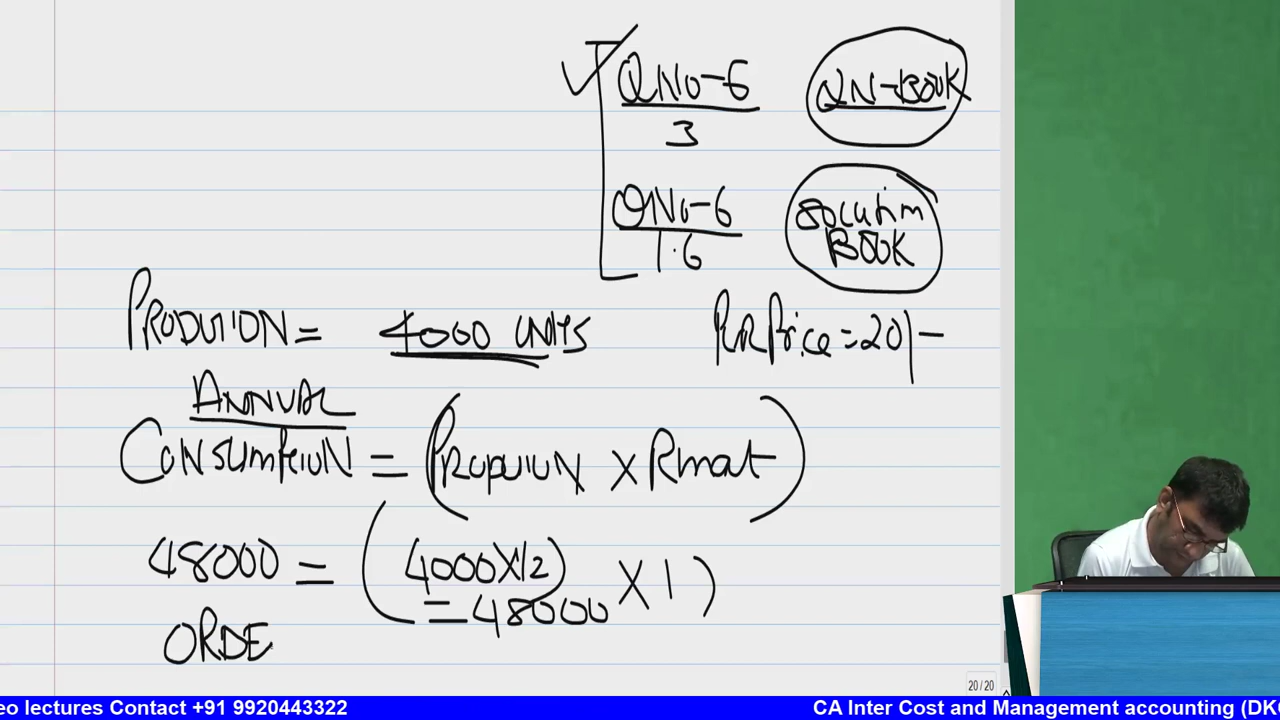 QNo-6
3
QN-BOOK
QNo-6
1.6
SOLUTION
BOOK
PRODUTION = 4000 UNITS
PUR Price = 20/-
ANNUAL
CONSUMPTION = ( × Rmat)
48000 = (4000X12) X 1)
= 48000
ORDE
20/20
eo lectures Contact +91 9920443322
CA Inter Cost and Management accounting (DK